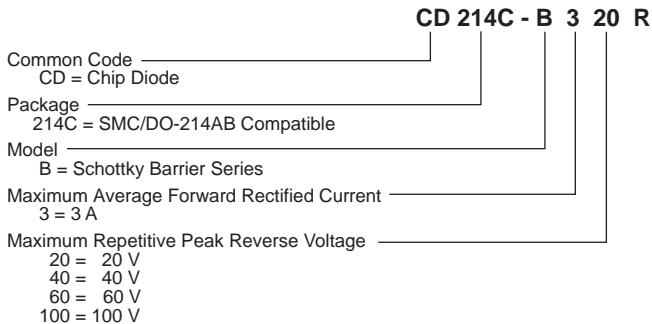 CD 214C - B 3 20 R
Common Code
CD = Chip Diode
Package
214C = SMC/DO-214AB Compatible
Model
B = Schottky Barrier Series
Maximum Average Forward Rectified Current
3 = 3 A
Maximum Repetitive Peak Reverse Voltage
20 = 20 V
40 = 40 V
60 = 60 V
100 = 100 V